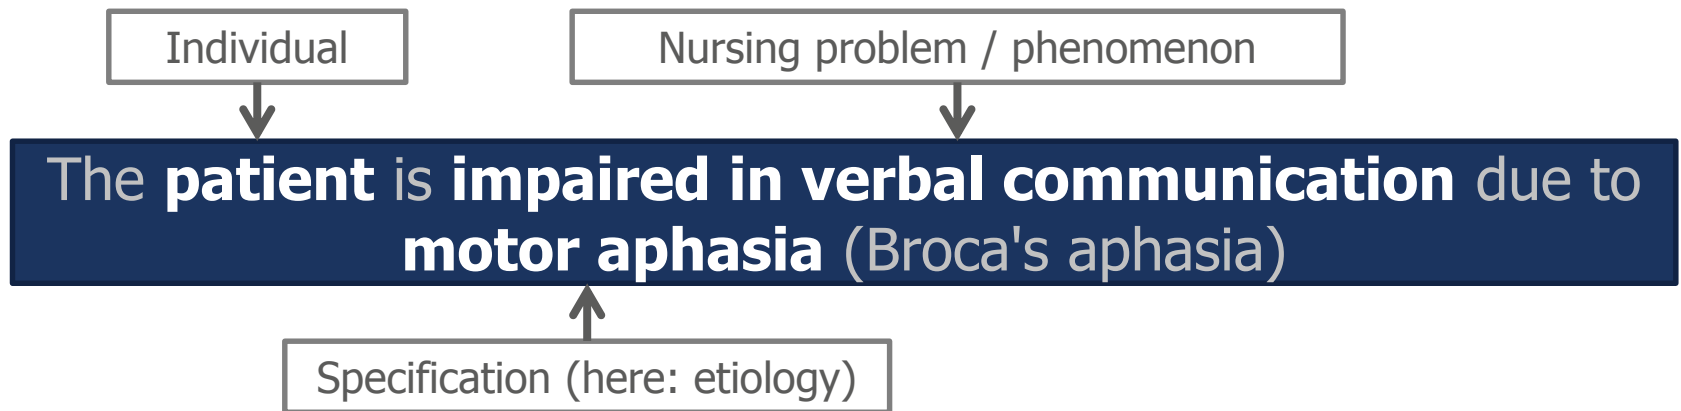 Individual
Nursing problem / phenomenon
The patient is impaired in verbal communication due to
motor aphasia (Broca's aphasia)
Specification (here: etiology)